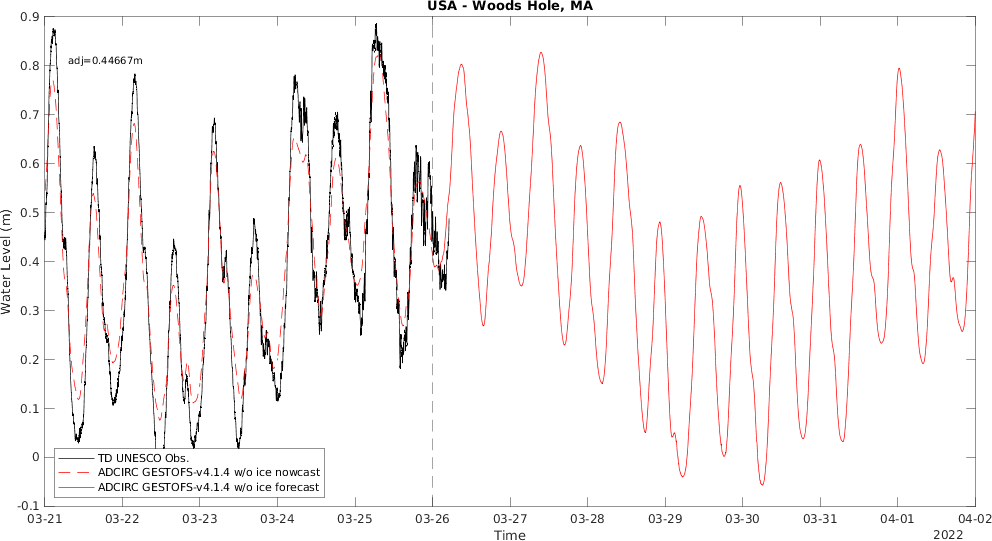 USA - Woods Hole, MA
0.9
0.8
0.7
0.6
0.5
0.4
0.3
0.2
0.1
0
-0.1
Water Level (m)
adj=0.44667m
TD UNESCO Obs.
ADCIRC GESTOFS-v4.1.4 w/o ice nowcast
ADCIRC GESTOFS-v4.1.4 w/o ice forecast
03-21 03-22 03-23 03-24 03-25 03-26 03-27 03-28 03-29 03-30 03-31 04-01 04-02
Time
2022